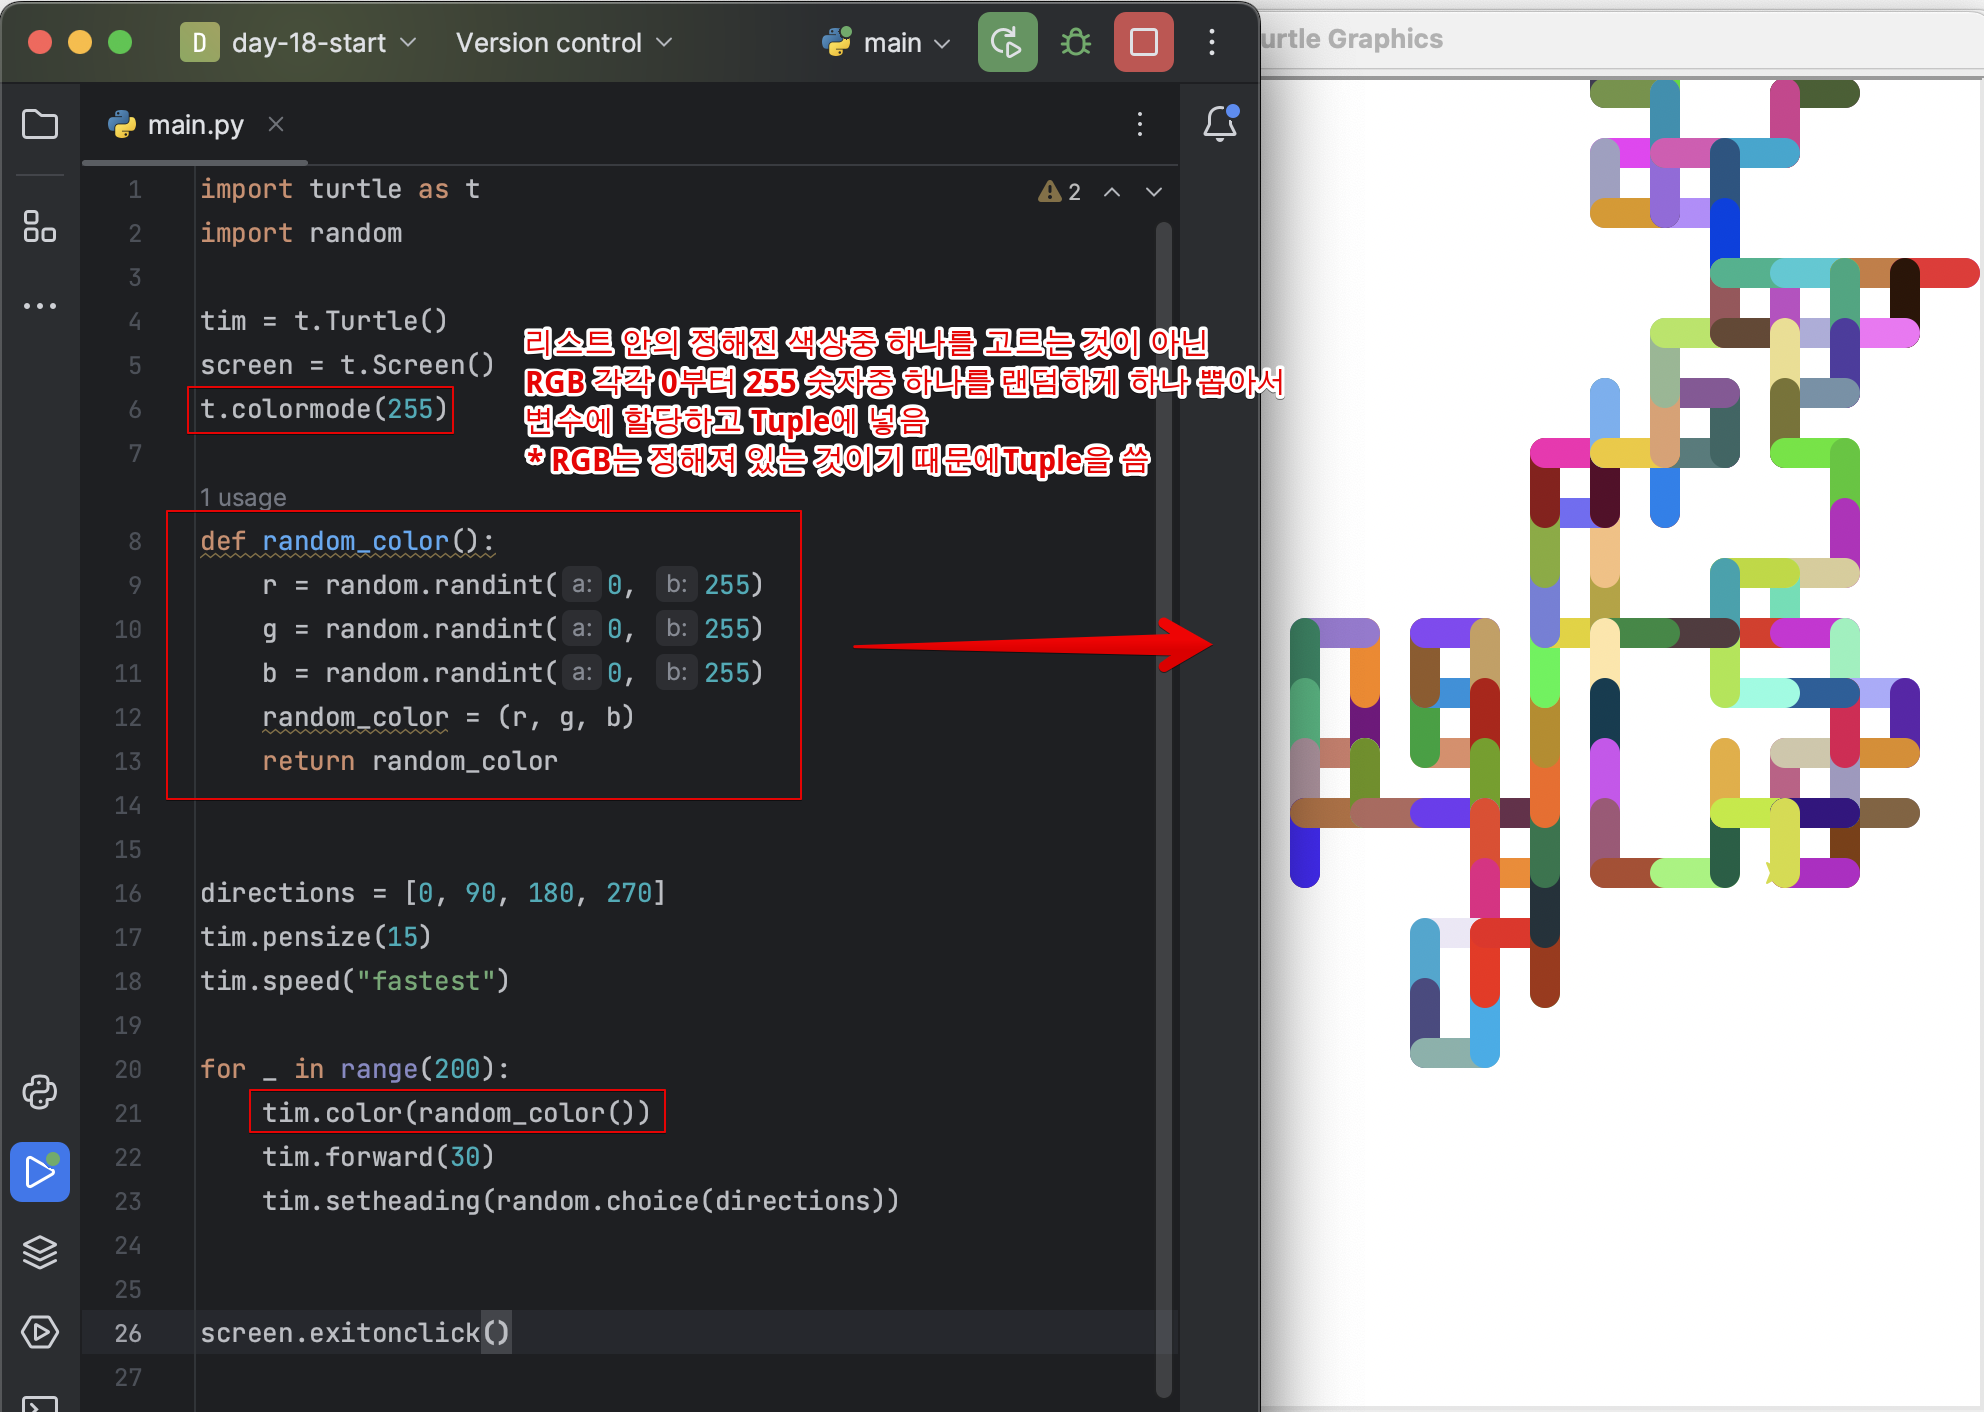 D day-18-start Version control main
urtle Graphics
main.py
2
1 import turtle as t
2 import random
3
4 tim = t.Turtle()
5 screen = t.Screen()
6 t.colormode(255)
7
리스트 안의 정해진 색상중 하나를 고르는 것이 아닌
RGB 각각 0부터 255 숫자중 하나를 랜덤하게 하나 뽑아서
변수에 할당하고 Tuple에 넣음
* RGB는 정해져 있는 것이기 때문에Tuple을 씀
1 usage
8 def random_color():
9 r = random.randint(a: 0, b: 255)
10 g = random.randint(a: 0, b: 255)
11 b = random.randint(a: 0, b: 255)
12 random_color = (r, g, b)
13 return random_color
14
15
16 directions = [0, 90, 180, 270]
17 tim.pensize(15)
18 tim.speed("fastest")
19
20 for _ in range(200):
21 tim.color(random_color())
22 tim.forward(30)
23 tim.setheading(random.choice(directions))
24
25
26 screen.exitonclick()
27